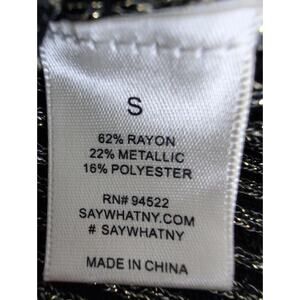 S
62% RAYON
22% METALLIC
16% POLYESTER
RN# 94522
SAYWHATNY.COM
# SAYWHATNY
MADE IN CHINA